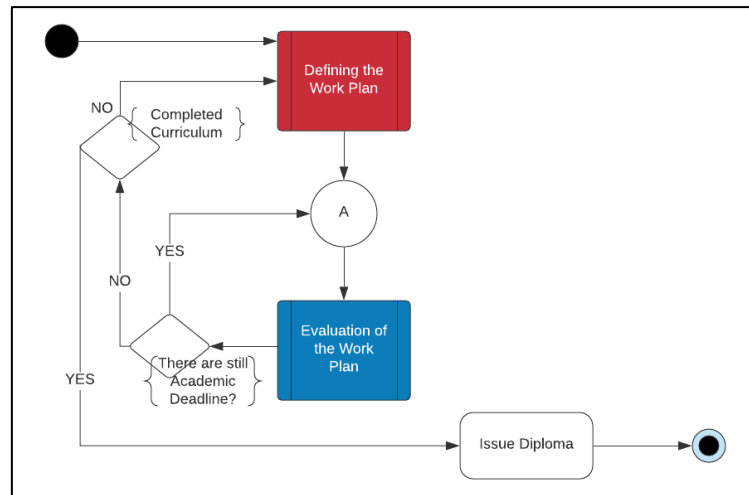 Defining the
Work Plan
NO
{ Completed
Curriculum }
A
YES
NO
Evaluation of
the Work
Plan
{There are still
Academic
Deadline? }
YES
Issue Diploma